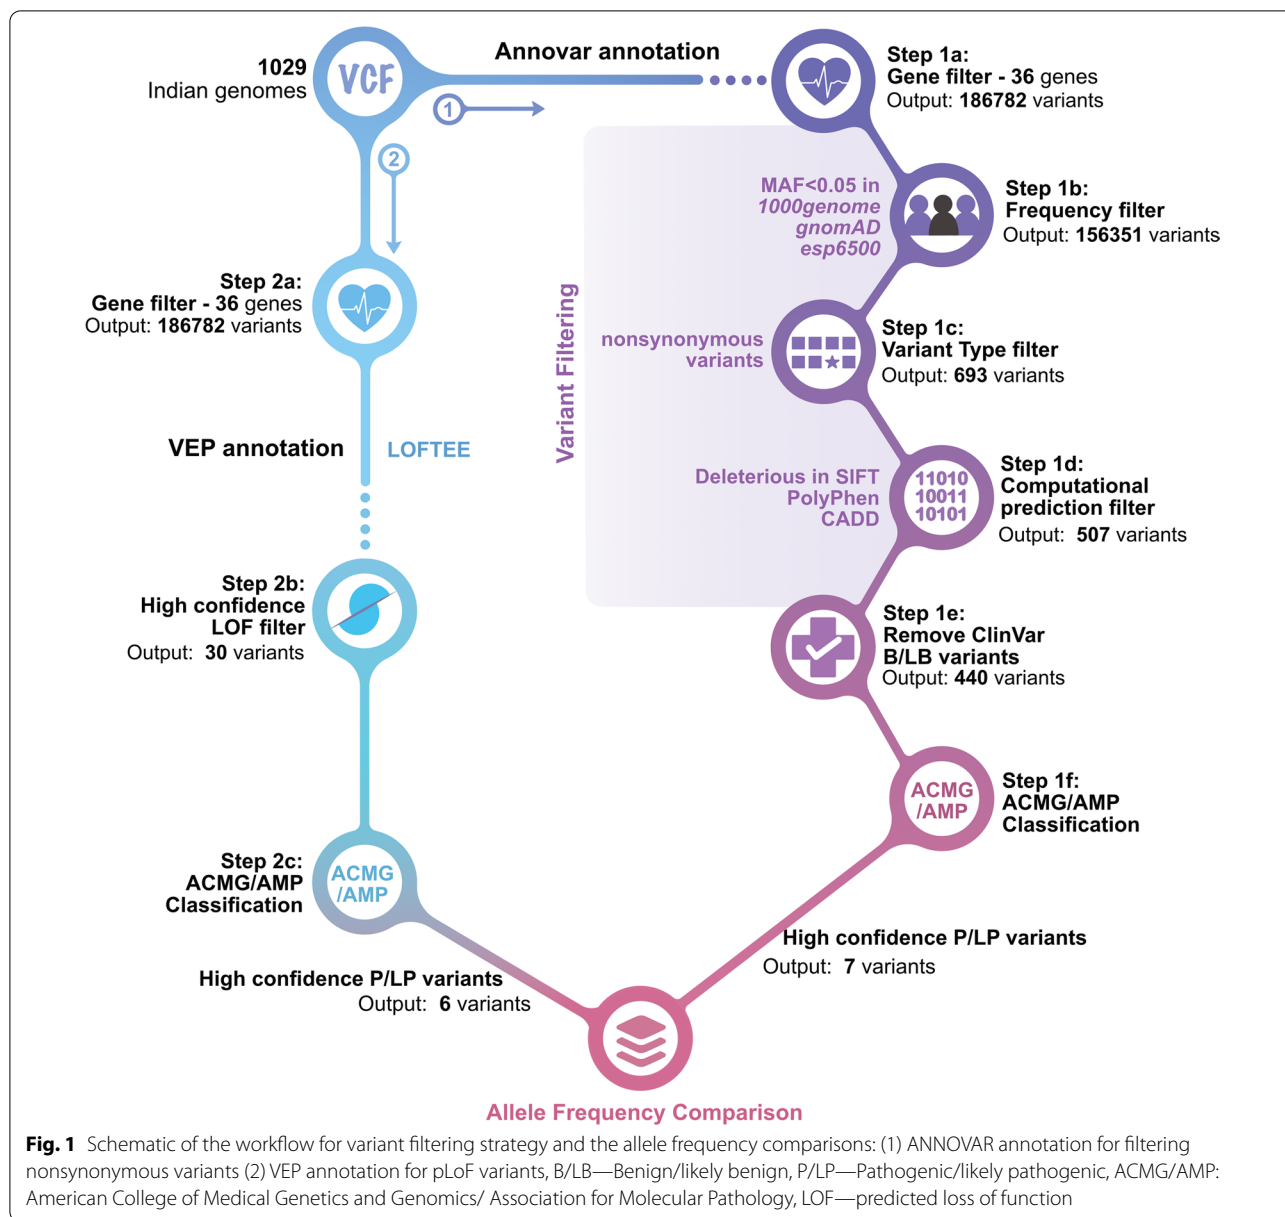 1029
Indian genomes
VCF
Annovar annotation
1
2
Step 1a:
Gene filter - 36 genes
Output: 186782 variants
MAF<0.05 in
1000genome
gnomAD
esp6500
Step 1b:
Frequency filter
Output: 156351 variants
Step 2a:
Gene filter - 36 genes
Output: 186782 variants
Variant Filtering
nonsynonymous
variants
Step 1c:
Variant Type filter
Output: 693 variants
VEP annotation
LOFTEE
Deleterious in SIFT
PolyPhen
CADD
11010
10011
10101
Step 1d:
Computational
prediction filter
Output: 507 variants
Step 2b:
High confidence
LOF filter
Output: 30 variants
Step 1e:
Remove ClinVar
B/LB variants
Output: 440 variants
ACMG
/AMP
Step 1f:
ACMG/AMP
Classification
Step 2c:
ACMG/AMP
Classification
ACMG
/AMP
High confidence P/LP variants
Output: 7 variants
High confidence P/LP variants
Output: 6 variants
Allele Frequency Comparison
Fig. 1 Schematic of the workflow for variant filtering strategy and the allele frequency comparisons: (1) ANNOVAR annotation for filtering
nonsynonymous variants (2) VEP annotation for pLoF variants, B/LB—Benign/likely benign, P/LP—Pathogenic/likely pathogenic, ACMG/AMP:
American College of Medical Genetics and Genomics/ Association for Molecular Pathology, LOF—predicted loss of function